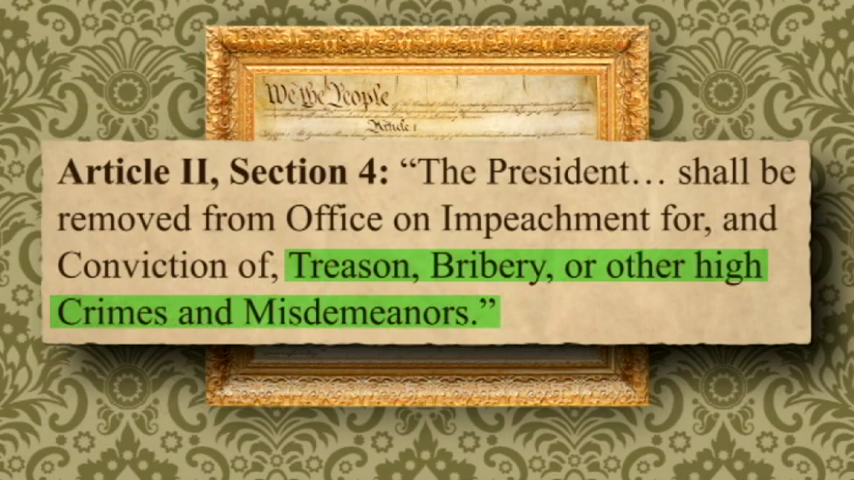 We the People
Article I
Article II, Section 4: “The President… shall be
removed from Office on Impeachment for, and
Conviction of, Treason, Bribery, or other high
Crimes and Misdemeanors.”